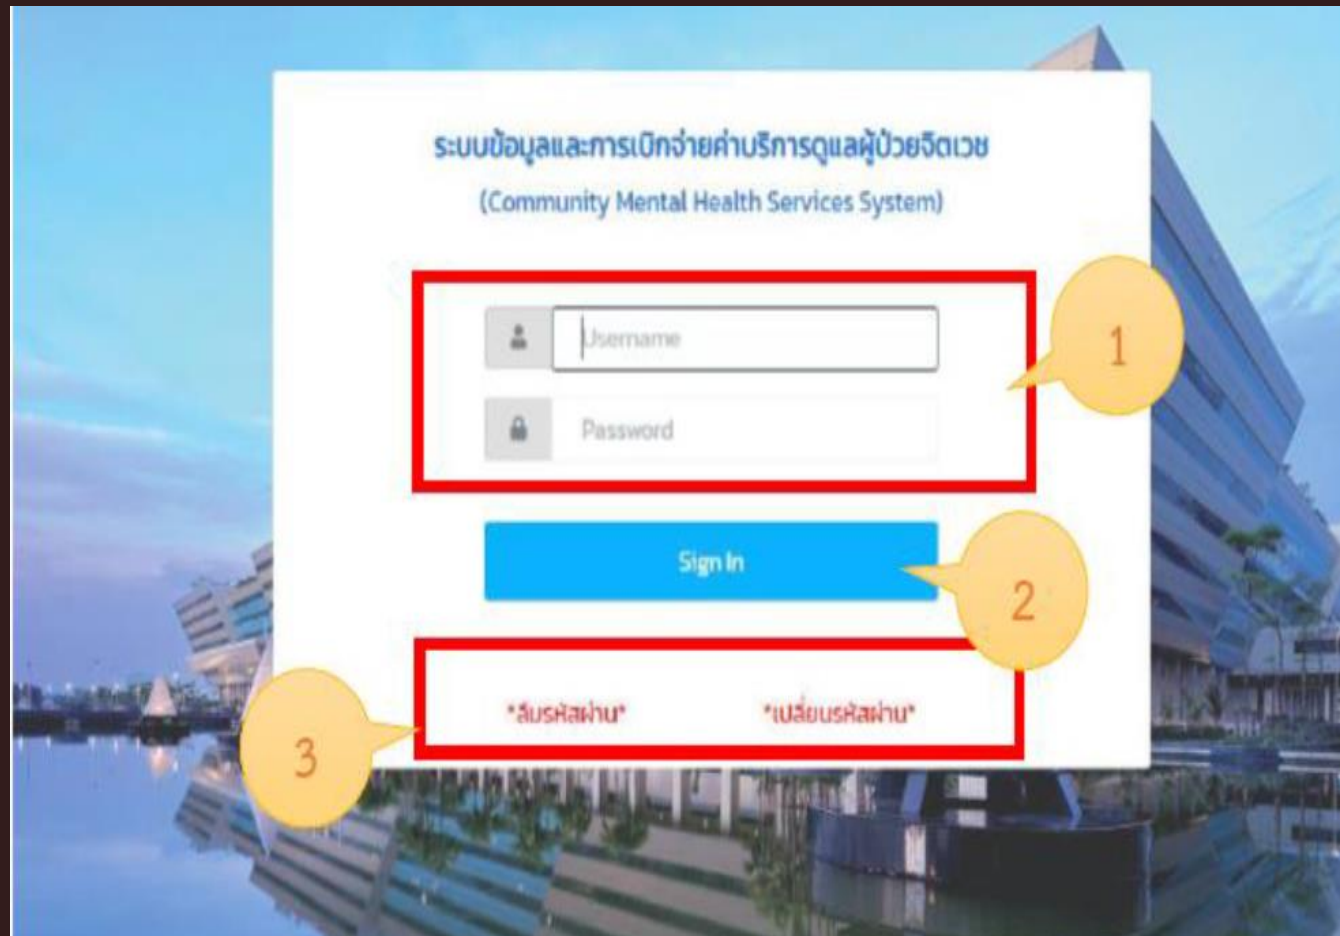 ระบบข้อมูลและการเบิกจ่ายค่าบริการดูแลผู้ป่วยจิตเวช
(Community Mental Health Services System)
Username
1
Password
Sign In
2
*ลืมรหัสผ่าน* *เปลี่ยนรหัสผ่าน*
3